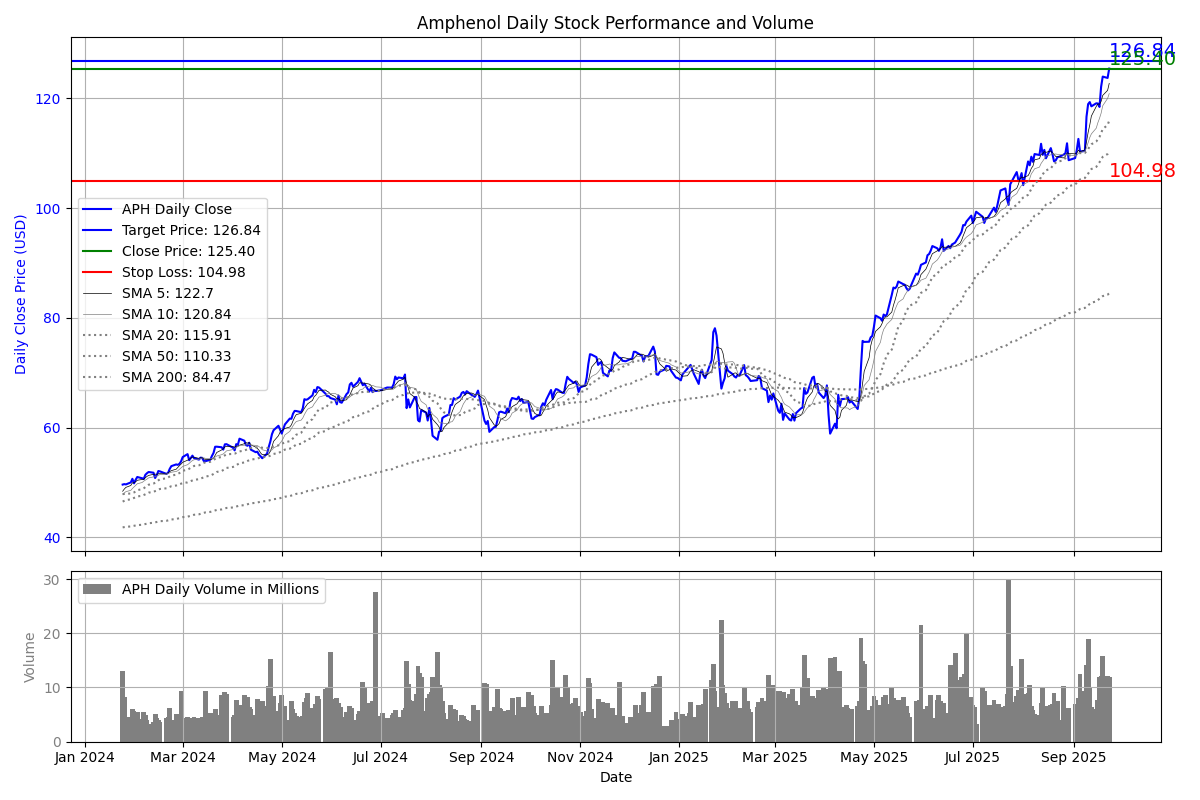 Amphenol Daily Stock Performance and Volume
126.84
125.40
120
104.98
100
80
60
40
Daily Close Price (USD)
APH Daily Close
Target Price: 126.84
Close Price: 125.40
Stop Loss: 104.98
SMA 5: 122.7
SMA 10: 120.84
SMA 20: 115.91
SMA 50: 110.33
SMA 200: 84.47
30
20
10
0
Volume
APH Daily Volume in Millions
Jan 2024 Mar 2024 May 2024 Jul 2024 Sep 2024 Nov 2024 Jan 2025 Mar 2025 May 2025 Jul 2025 Sep 2025
Date